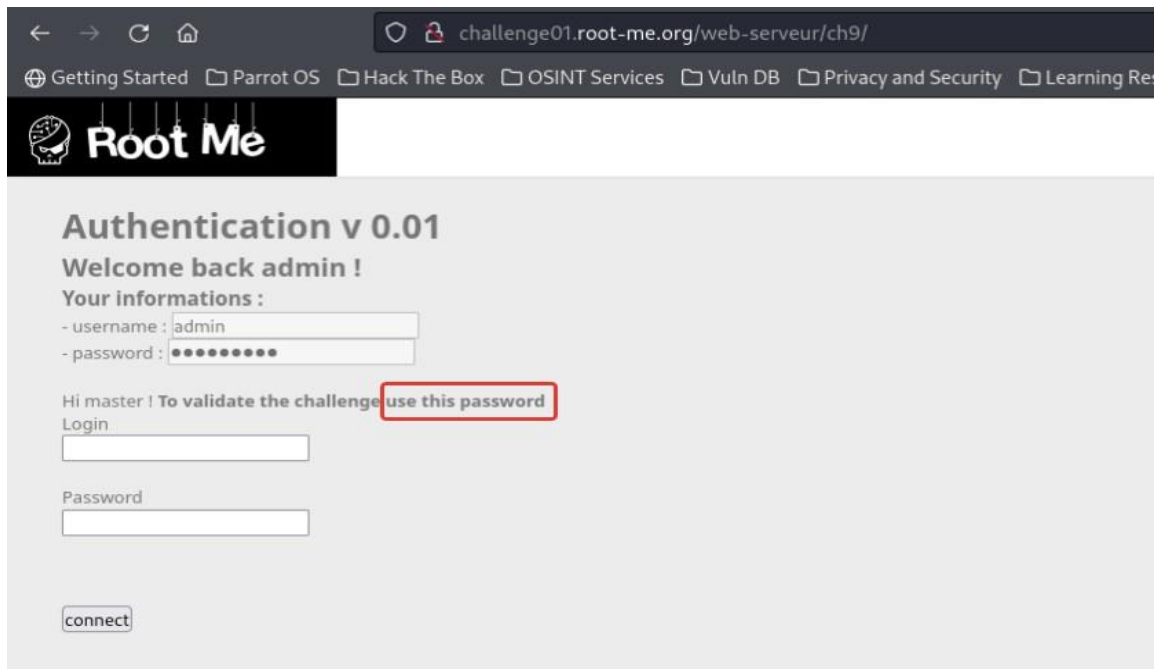 challenge01.root-me.org/web-serveur/ch9/
Getting Started Parrot OS Hack The Box OSINT Services Vuln DB Privacy and Security Learning Res
Root Me
Authentication v 0.01
Welcome back admin !
Your informations :
- username : admin
- password : •••••••••
Hi master ! To validate the challenge use this password
Login
Password
connect